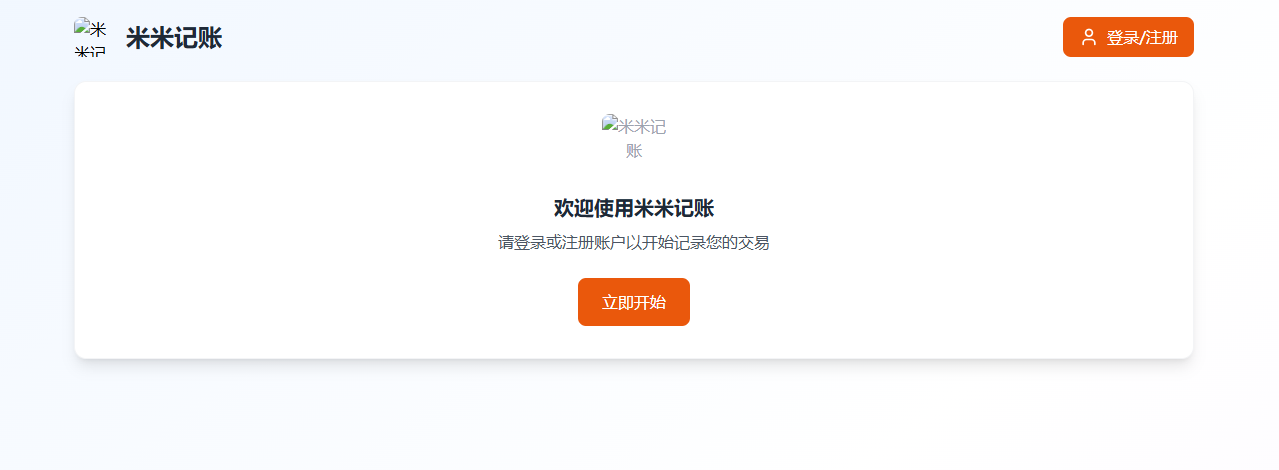 米米记
米米记账
登录/注册
米米记
账
欢迎使用米米记账
请登录或注册账户以开始记录您的交易
立即开始